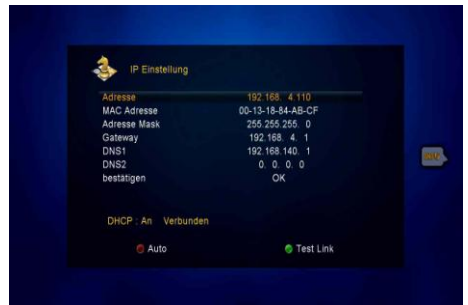 IP Einstellung
Adresse 192.168. 4.110
MAC Adresse 00-13-18-84-AB-CF
Adresse Mask 255.255.255. 0
Gateway 192.168. 4. 1
DNS1 192.168.140. 1
DNS2 0. 0. 0. 0
bestätigen OK
DHCP : An Verbunden
Auto Test Link